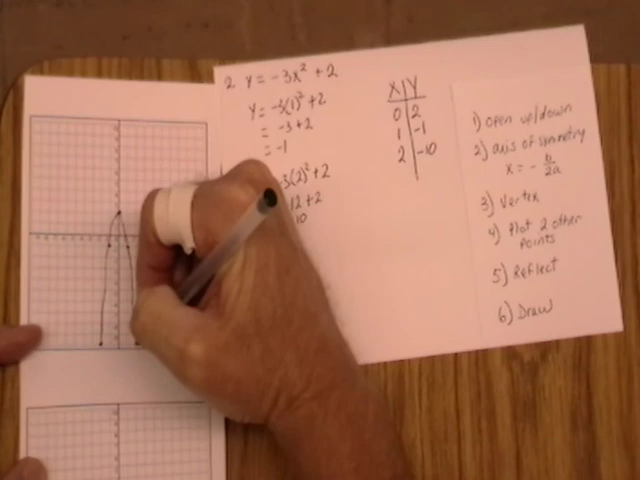 2. Y = -3x² + 2
Y = -3(1)² + 2
= -3 + 2
= -1
-3(2)² + 2
12 + 2
10
X | Y
0 | 2
1 | -1
2 | -10
1) Open up/down
2) axis of symmetry
x = - b/2a
3) Vertex
4) Plot 2 other
points
5) Reflect
6) Draw